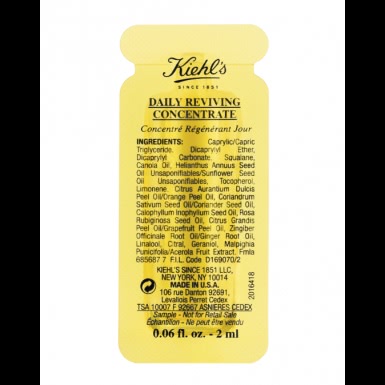 Kiehl's
SINCE 1851
DAILY REVIVING
CONCENTRATE
Concentré Régénérant Jour
INGREDIENTS: Caprylic/Capric
Triglyceride, Dicaprylyl Ether,
Dicaprylyl Carbonate, Squalane,
Canola Oil, Helianthus Annuus Seed
Oil Unsaponifiables/Sunflower Seed
Oil Unsaponifiables, Tocopherol,
Limonene, Citrus Aurantium Dulcis
Peel Oil/Orange Peel Oil, Coriandrum
Sativum Seed Oil/Coriander Seed Oil,
Calophyllum Inophyllum Seed Oil, Rosa
Rubiginosa Seed Oil, Citrus Grandis
Peel Oil/Grapefruit Peel Oil, Zingiber
Officinale Root Oil/Ginger Root Oil,
Linalool, Citral, Geraniol, Malpighia
Punicifolia/Acerola Fruit Extract. Fmla
685687 7 F.I.L. Code D169070/2
KIEHL'S SINCE 1851 LLC,
NEW YORK, NY 10014
MADE IN U.S.A.
106 rue Danton 92691,
Levallois Perret Cedex
TSA 10007 F 92667 ASNIERES CEDEX
Sample - Not for Retail Sale
Échantillon - Ne peut être vendu
0.06 fl. oz. - 2 ml
2016418